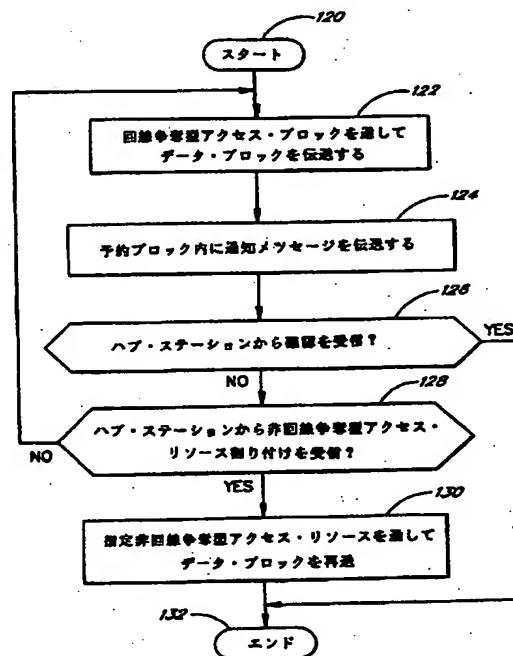 120
スタート
122
回線争奪型アクセス・ブロックを通して
データ・ブロックを伝送する
124
予約ブロック内に通知メツセージを伝送する
126
ハブ・ステーションから確認を受信?
YES
NO
128
ハブ・ステーションから非回線争奪型アクセス・
リソース割り付けを受信?
NO
YES
130
指定非回線争奪型アクセス・リソースを通して
データ・ブロックを再送
132
エンド